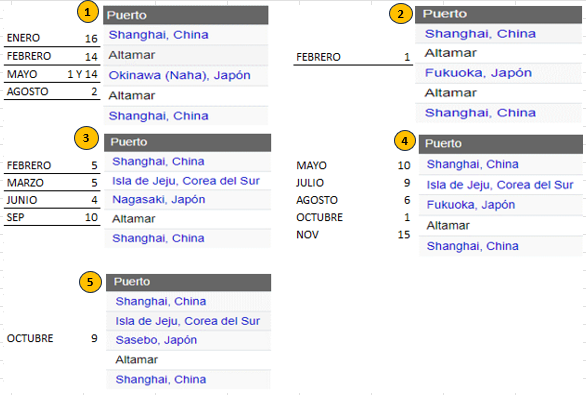 1
Puerto
ENERO 16
Shanghai, China
FEBRERO 14
Altamar
MAYO 1 Y 14
Okinawa (Naha), Japón
AGOSTO 2
Altamar
Shanghai, China
2
Puerto
Shanghai, China
FEBRERO 1
Altamar
Fukuoka, Japón
Altamar
Shanghai, China
3
Puerto
Shanghai, China
FEBRERO 5
Isla de Jeju, Corea del Sur
MARZO 5
Nagasaki, Japón
JUNIO 4
Altamar
SEP 10
Shanghai, China
4
Puerto
MAYO 10
Shanghai, China
JULIO 9
Isla de Jeju, Corea del Sur
AGOSTO 6
Fukuoka, Japón
OCTUBRE 1
Altamar
NOV 15
Shanghai, China
5
Puerto
Shanghai, China
Isla de Jeju, Corea del Sur
OCTUBRE 9
Sasebo, Japón
Altamar
Shanghai, China